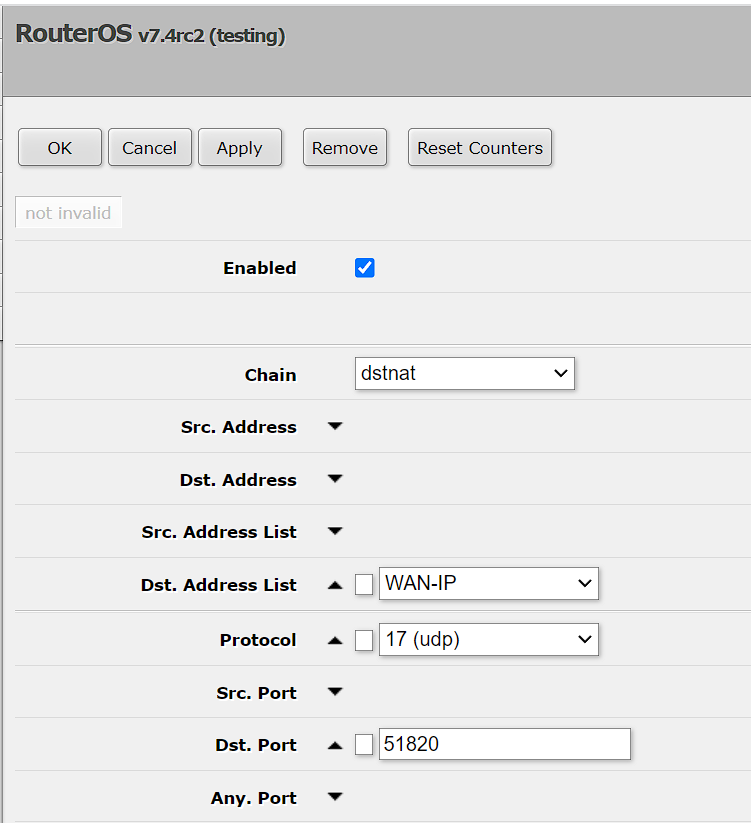 RouterOS v7.4rc2 (testing)
OK Cancel Apply Remove Reset Counters
not invalid
Enabled
Chain dstnat
Src. Address
Dst. Address
Src. Address List
Dst. Address List WAN-IP
Protocol 17 (udp)
Src. Port
Dst. Port 51820
Any. Port